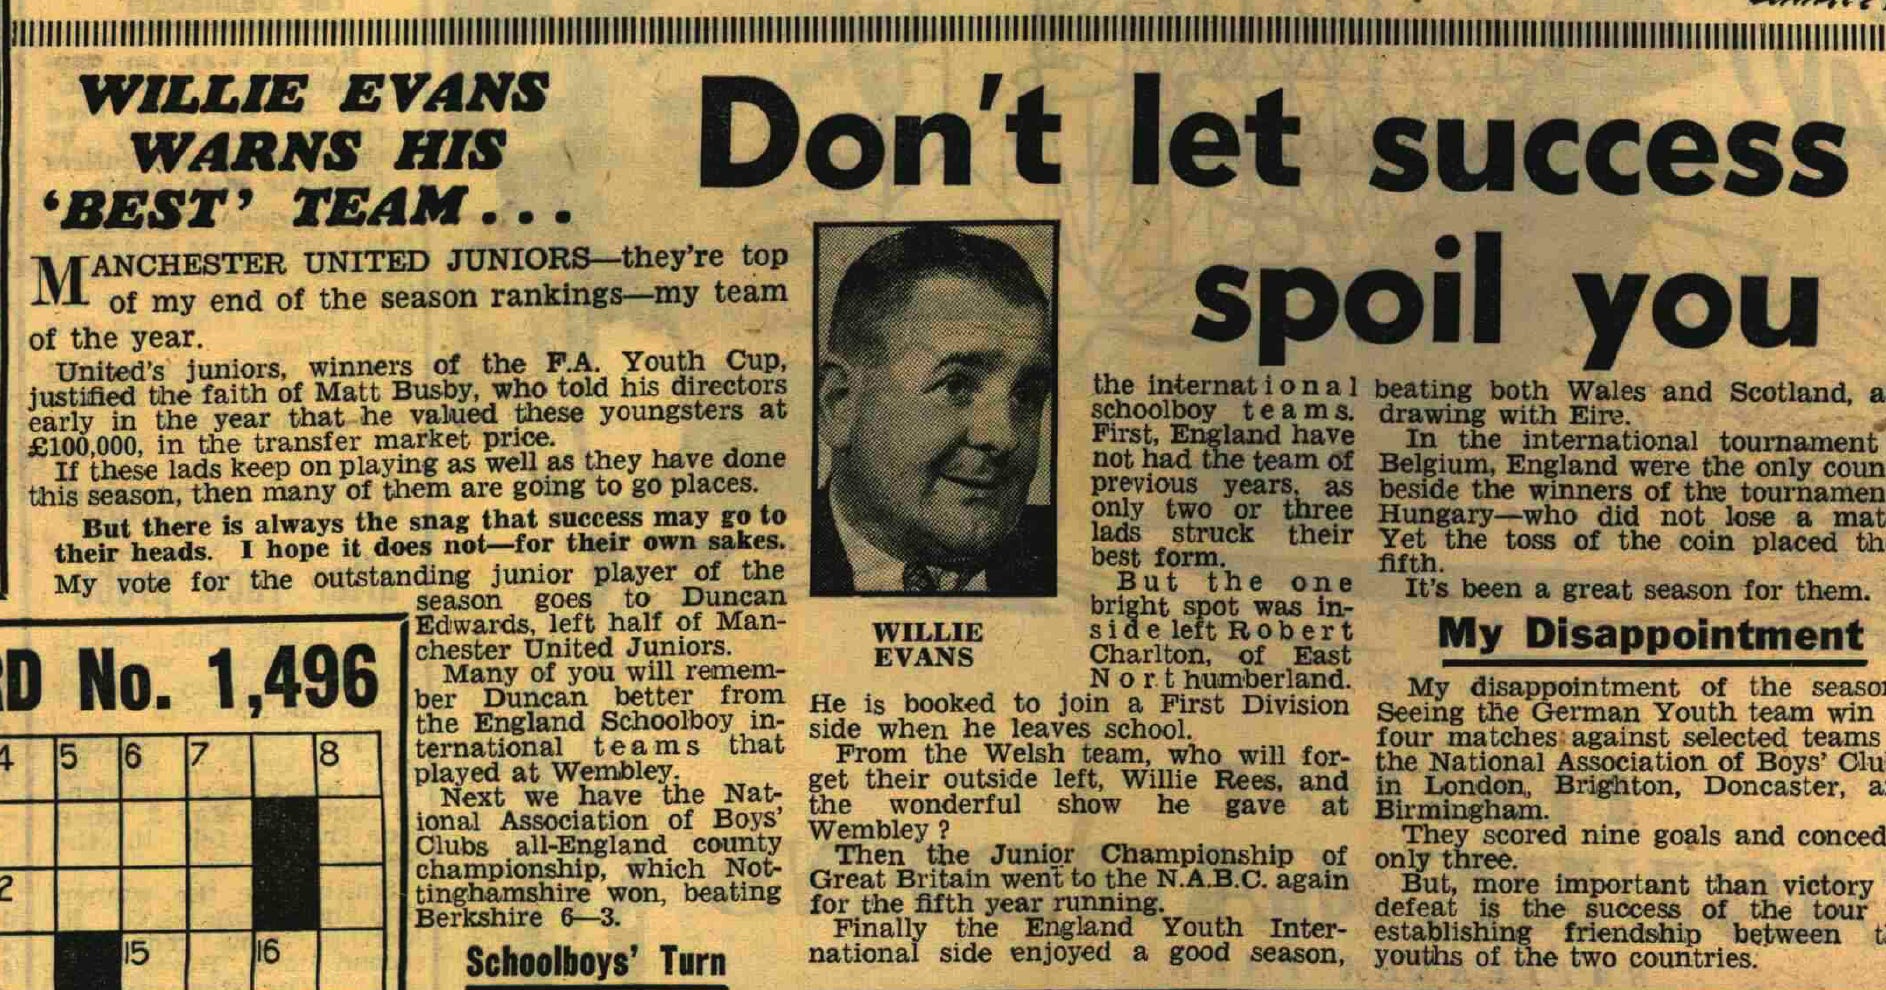 WILLIE EVANS
WARNS HIS
'BEST' TEAM...
Don't let success
spoil you
MANCHESTER UNITED JUNIORS—they're top
of my end of the season rankings—my team
of the year.
United's juniors, winners of the F.A. Youth Cup,
justified the faith of Matt Busby, who told his directors
early in the year that he valued these youngsters at
£100,000, in the transfer market price.
If these lads keep on playing as well as they have done
this season, then many of them are going to go places.
But there is always the snag that success may go to
their heads. I hope it does not—for their own sakes.
My vote for the outstanding junior player of the
season goes to Duncan
Edwards, left half of Man-
chester United Juniors.
Many of you will remem-
ber Duncan better from
the England Schoolboy in-
ternational teams that
played at Wembley.
Next we have the Nat-
ional Association of Boys'
Clubs all-England county
championship, which Not-
tinghamshire won, beating
Berkshire 6—3.
Schoolboys' Turn
WILLIE
EVANS
the international
schoolboy teams.
First, England have
not had the team of
previous years, as
only two or three
lads struck their
best form.
But the one
bright spot was in-
side left Robert
Charlton, of East
Northumberland.
He is booked to join a First Division
side when he leaves school.
From the Welsh team, who will for-
get their outside left, Willie Rees, and
the wonderful show he gave at
Wembley ?
Then the Junior Championship of
Great Britain went to the N.A.B.C. again
for the fifth year running.
Finally the England Youth Inter-
national side enjoyed a good season,
beating both Wales and Scotland, a
drawing with Eire.
In the international tournament
Belgium, England were the only coun
beside the winners of the tournamen
Hungary—who did not lose a mat
Yet the toss of the coin placed th
fifth.
It's been a great season for them.
My Disappointment
My disappointment of the seaso
Seeing the German Youth team win
four matches against selected teams
the National Association of Boys' Clu
in London, Brighton, Doncaster, a
Birmingham.
They scored nine goals and conced
only three.
But, more important than victory
defeat is the success of the tour
establishing friendship between t
youths of the two countries.
RD No. 1,496
4 5 6 7 8
2
15 16